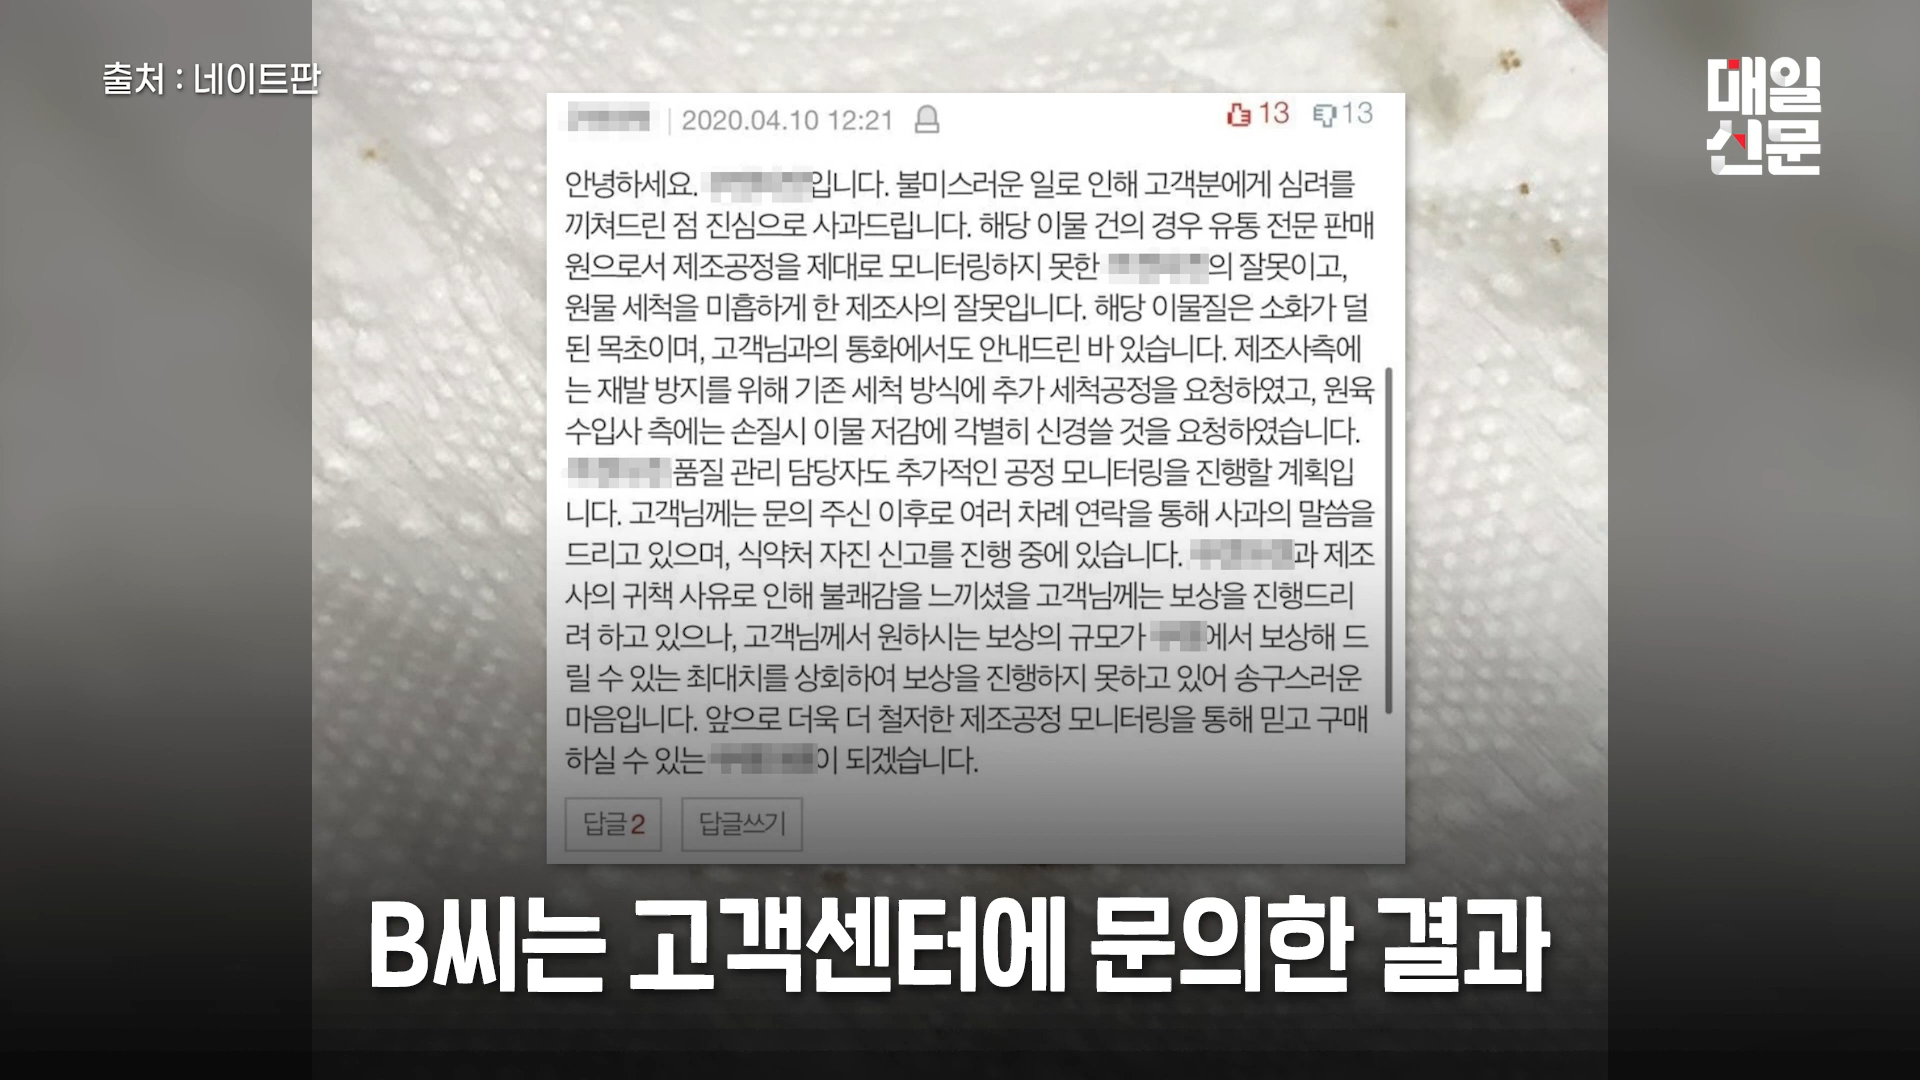 출처 : 네이트판
매일
신문
2020.04.10 12:21
13
13
안녕하세요. 입니다. 불미스러운 일로 인해 고객분에게 심려를
끼쳐드린 점 진심으로 사과드립니다. 해당 이물 건의 경우 유통 전문 판매
원으로서 제조공정을 제대로 모니터링하지 못한 의 잘못이고,
원물 세척을 미흡하게 한 제조사의 잘못입니다. 해당 이물질은 소화가 덜
된 목초이며, 고객님과의 통화에서도 안내드린 바 있습니다. 제조사측에
는 재발 방지를 위해 기존 세척 방식에 추가 세척공정을 요청하였고, 원육
수입사 측에는 손질시 이물 저감에 각별히 신경쓸 것을 요청하였습니다.
품질 관리 담당자도 추가적인 공정 모니터링을 진행할 계획입
니다. 고객님께는 문의 주신 이후로 여러 차례 연락을 통해 사과의 말씀을
드리고 있으며, 식약처 자진 신고를 진행 중에 있습니다. 과 제조
사의 귀책 사유로 인해 불쾌감을 느끼셨을 고객님께는 보상을 진행드리
려 하고 있으나, 고객님께서 원하시는 보상의 규모가 에서 보상해 드
릴 수 있는 최대치를 상회하여 보상을 진행하지 못하고 있어 송구스러운
마음입니다. 앞으로 더욱 더 철저한 제조공정 모니터링을 통해 믿고 구매
하실 수 있는 이 되겠습니다.
답글 2
답글쓰기
B씨는 고객센터에 문의한 결과